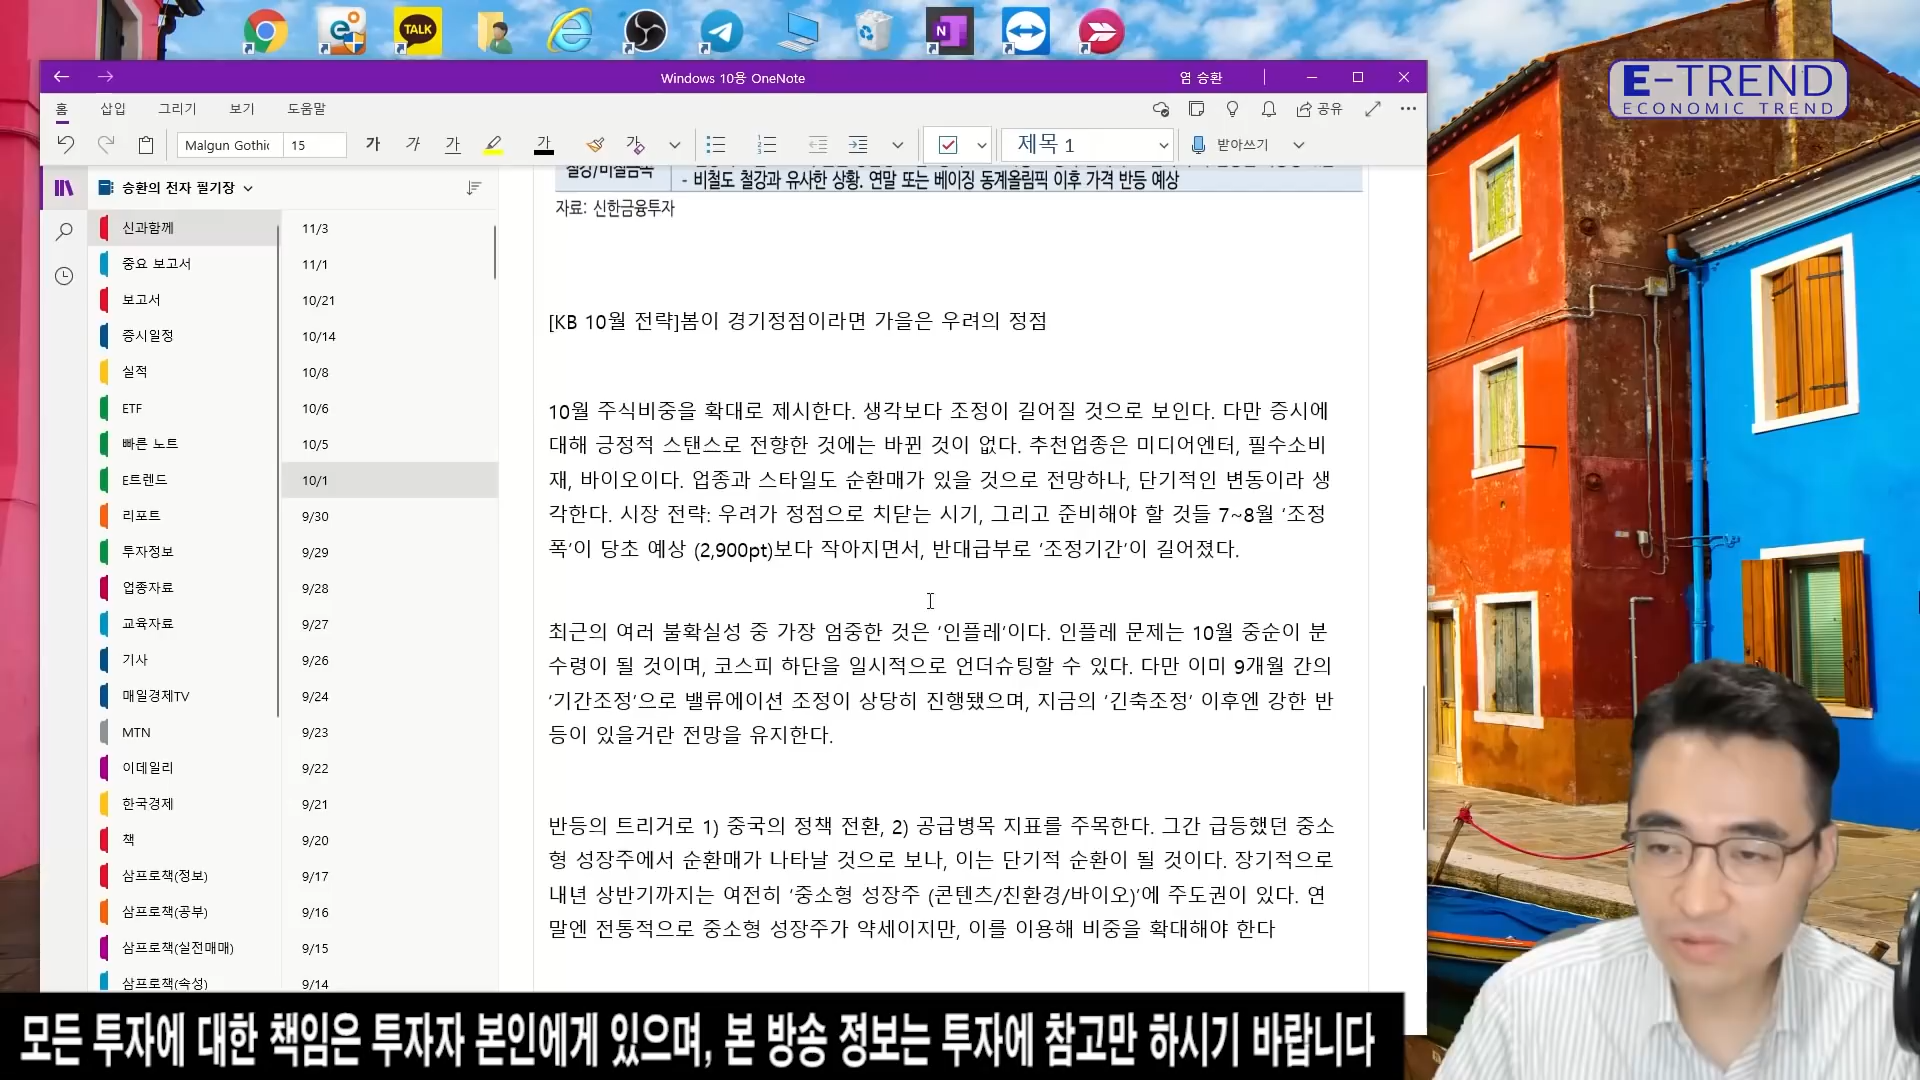 TALK
Windows 10용 OneNote
염 승환
E-TREND
ECONOMIC TREND
홈 삽입 그리기 보기 도움말
공유
Malgun Gothic 15 가 가 가 가 가 제목 1 받아쓰기
승환의 전자 필기장
신과함께
중요 보고서
보고서
증시일정
실적
ETF
빠른 노트
E트렌드
리포트
투자정보
업종자료
교육자료
기사
매일경제TV
MTN
이데일리
한국경제
책
삼프로책(정보)
삼프로책(공부)
삼프로책(실전매매)
삼프로책(속성)
11/3
11/1
10/21
10/14
10/8
10/6
10/5
10/1
9/30
9/29
9/28
9/27
9/26
9/24
9/23
9/22
9/21
9/20
9/17
9/16
9/15
9/14
철강/비철금속
- 비철도 철강과 유사한 상황. 연말 또는 베이징 동계올림픽 이후 가격 반등 예상
자료: 신한금융투자
[KB 10월 전략]봄이 경기정점이라면 가을은 우려의 정점
10월 주식비중을 확대로 제시한다. 생각보다 조정이 길어질 것으로 보인다. 다만 증시에
대해 긍정적 스탠스로 전향한 것에는 바뀐 것이 없다. 추천업종은 미디어엔터, 필수소비
재, 바이오이다. 업종과 스타일도 순환매가 있을 것으로 전망하나, 단기적인 변동이라 생
각한다. 시장 전략: 우려가 정점으로 치닫는 시기, 그리고 준비해야 할 것들 7~8월 ‘조정
폭’이 당초 예상 (2,900pt)보다 작아지면서, 반대급부로 ‘조정기간’이 길어졌다.
최근의 여러 불확실성 중 가장 엄중한 것은 ‘인플레’이다. 인플레 문제는 10월 중순이 분
수령이 될 것이며, 코스피 하단을 일시적으로 언더슈팅할 수 있다. 다만 이미 9개월 간의
‘기간조정’으로 밸류에이션 조정이 상당히 진행됐으며, 지금의 ‘긴축조정’ 이후엔 강한 반
등이 있을거란 전망을 유지한다.
반등의 트리거로 1) 중국의 정책 전환, 2) 공급병목 지표를 주목한다. 그간 급등했던 중소
형 성장주에서 순환매가 나타날 것으로 보나, 이는 단기적 순환이 될 것이다. 장기적으로
내년 상반기까지는 여전히 ‘중소형 성장주 (콘텐츠/친환경/바이오)’에 주도권이 있다. 연
말엔 전통적으로 중소형 성장주가 약세이지만, 이를 이용해 비중을 확대해야 한다
모든 투자에 대한 책임은 투자자 본인에게 있으며, 본 방송 정보는 투자에 참고만 하시기 바랍니다